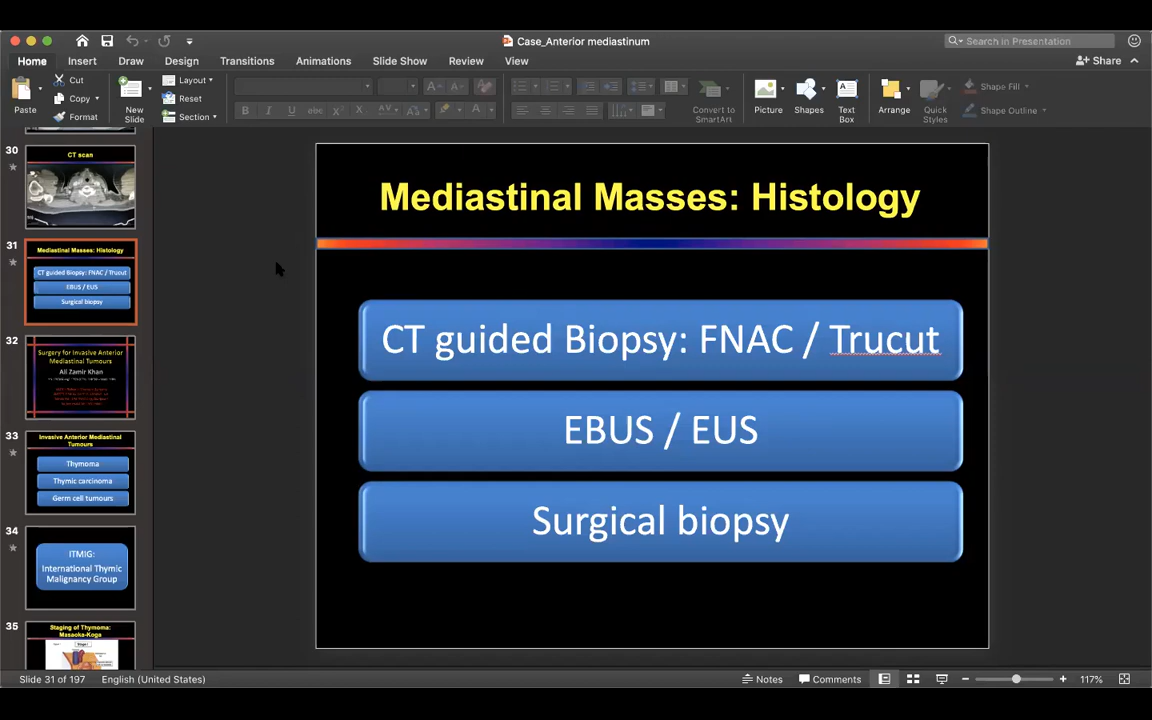 Case_Anterior mediastinum
Search in Presentation
Home
Insert
Draw
Design
Transitions
Animations
Slide Show
Review
View
Share
Paste
Cut
Copy
Format
New
Slide
Layout
Reset
Section
Convert to
SmartArt
Picture
Shapes
Text
Box
Arrange
Quick
Styles
Shape Fill
Shape Outline
30
CT scan
31
Mediastinal Masses: Histology
CT guided Biopsy: FNAC / Trucut
EBUS / EUS
Surgical biopsy
32
Surgery for Invasive Anterior
Mediastinal Tumours
Ali Zamir Khan
33
Invasive Anterior Mediastinal
Tumours
Thymoma
Thymic carcinoma
Germ cell tumours
34
ITMIG:
International Thymic
Malignancy Group
35
Staging of Thymoma:
Masaoka-Koga
Mediastinal Masses: Histology
CT guided Biopsy: FNAC / Trucut
EBUS / EUS
Surgical biopsy
Slide 31 of 197
English (United States)
Notes
Comments
117%